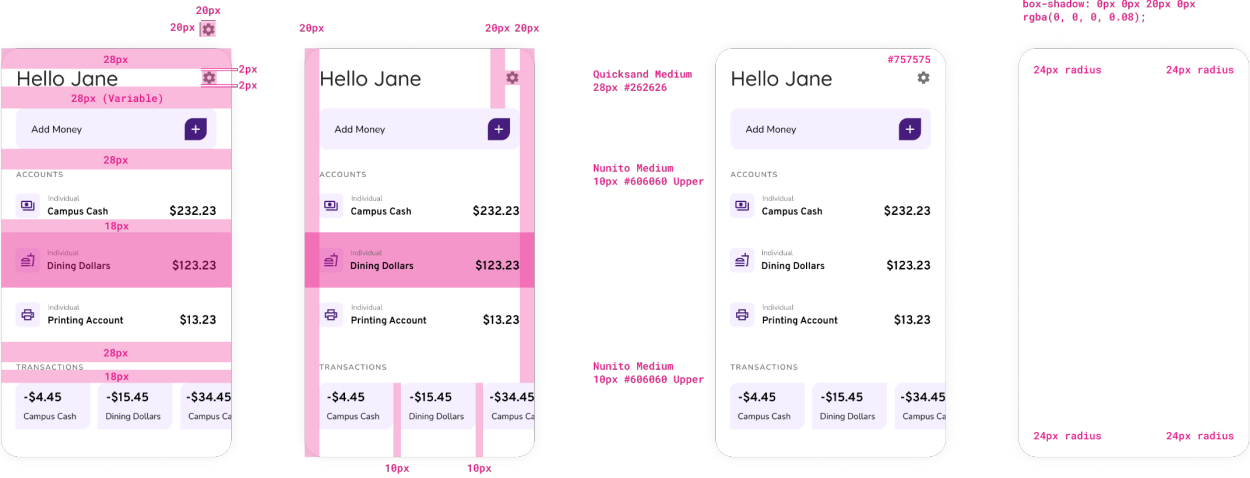 box-shadow: 0px 0px 20px 0px
rgba(0, 0, 0, 0.08);
20px
20px
28px
Hello Jane
2px
2px
28px (Variable)
Add Money
28px
ACCOUNTS
Individual
Campus Cash
$232.23
18px
Individual
Dining Dollars
$123.23
Individual
Printing Account
$13.23
28px
TRANSACTIONS
18px
-$4.45
-$15.45
-$34.45
Campus Cash
Dining Dollars
Campus Ca
20px
20px 20px
Hello Jane
Add Money
ACCOUNTS
Individual
Campus Cash
$232.23
Individual
Dining Dollars
$123.23
Individual
Printing Account
$13.23
TRANSACTIONS
-$4.45
-$15.45
-$34.45
Campus Cash
Dining Dollars
Campus Ca
10px
10px
Quicksand Medium
28px #262626
Nunito Medium
10px #606060 Upper
Nunito Medium
10px #606060 Upper
#757575
Hello Jane
Add Money
ACCOUNTS
Individual
Campus Cash
$232.23
Individual
Dining Dollars
$123.23
Individual
Printing Account
$13.23
TRANSACTIONS
-$4.45
-$15.45
-$34.45
Campus Cash
Dining Dollars
Campus Ca
24px radius
24px radius
24px radius
24px radius